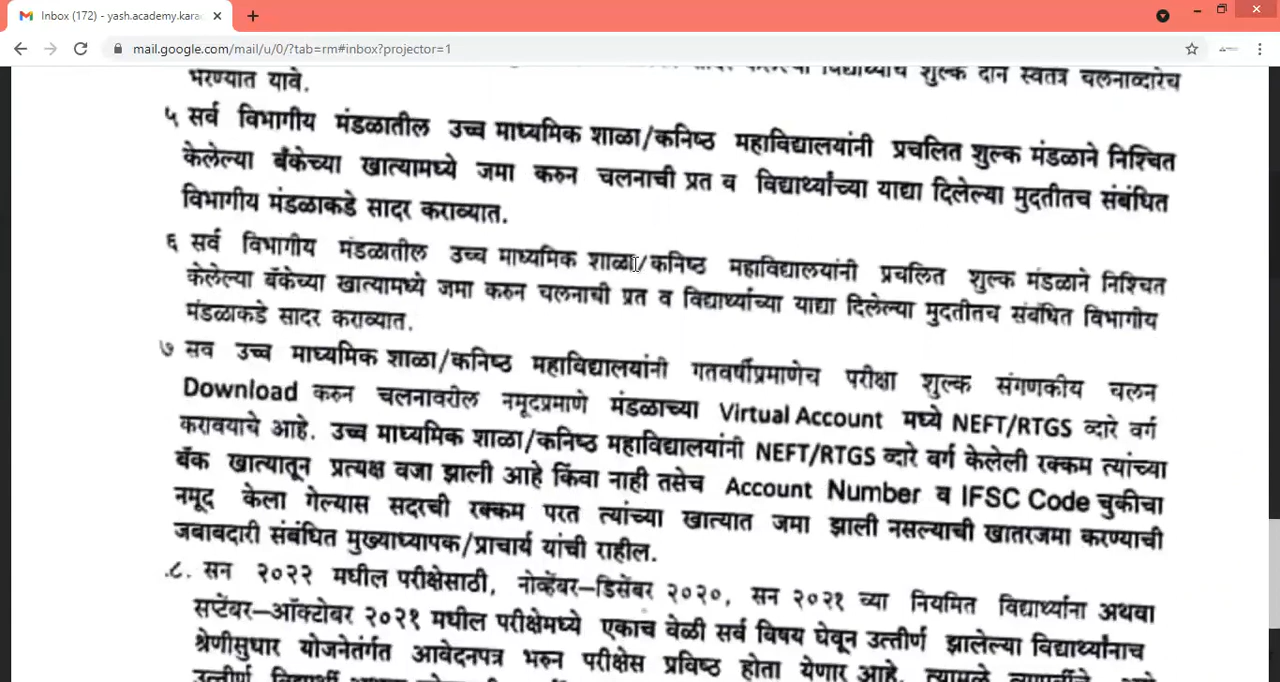 Inbox (172) - yash.academy.kara
mail.google.com/mail/u/0/?tab=rm#inbox?projector=1
विद्यार्थ्यांचे शुल्क दोन स्वतंत्र चलनाव्दारेच
भरण्यात यावे.
५ सर्व विभागीय मंडळातील उच्च माध्यमिक शाळा/कनिष्ठ महाविद्यालयांनी प्रचलित शुल्क मंडळाने निश्चित
केलेल्या बँकेच्या खात्यामध्ये जमा करुन चलनाची प्रत व विद्यार्थ्यांच्या याद्या दिलेल्या मुदतीतच संबंधित
विभागीय मंडळाकडे सादर कराव्यात.
६ सर्व विभागीय मंडळातील उच्च माध्यमिक शाळा/कनिष्ठ महाविद्यालयांनी प्रचलित शुल्क मंडळाने निश्चित
केलेल्या बॅकेच्या खात्यामध्ये जमा करुन चलनाची प्रत व विद्यार्थ्याच्या याद्या दिलेल्या मुदतीतच संबंधित विभागीय
मंडळाकडे सादर कराव्यात.
७ सव उच्च माध्यमिक शाळा/कनिष्ठ महाविद्यालयांनी गतवर्षीप्रमाणेच परीक्षा शुल्क संगणकीय चलन
Download करुन चलनावरील नमूदप्रमाणे मंडळाच्या Virtual Account मध्ये NEFT/RTGS व्दारे वर्ग
करावयाचे आहे. उच्च माध्यमिक शाळा/कनिष्ठ महाविद्यालयांनी NEFT/RTGS व्दारे वर्ग केलेली रक्कम त्यांच्या
बॅक खात्यातून प्रत्यक्ष वजा झाली आहे किंवा नाही तसेच Account Number व IFSC Code चुकीचा
नमूद केला गेल्यास सदरची रक्कम परत त्यांच्या खात्यात जमा झाली नसल्याची खातरजमा करण्याची
जवाबदारी संबंधित मुख्याध्यापक/प्राचार्य यांची राहील.
.८. सन २०२२ मधील परीक्षेसाठी, नोव्हेंबर–डिसेंबर २०२०, सन २०२१ च्या नियमित विद्यार्थ्यांना अथवा
सप्टेंबर–ऑक्टोबर २०२१ मधील परीक्षेमध्ये एकाच वेळी सर्व विषय घेवून उत्तीर्ण झालेल्या विद्यार्थ्यांनाच
श्रेणीसुधार योजनेतंर्गत आवेदनपत्र भरुन परीक्षेस प्रविष्ठ होता येणार आहे.
उत्तीर्ण विद्यार्थी